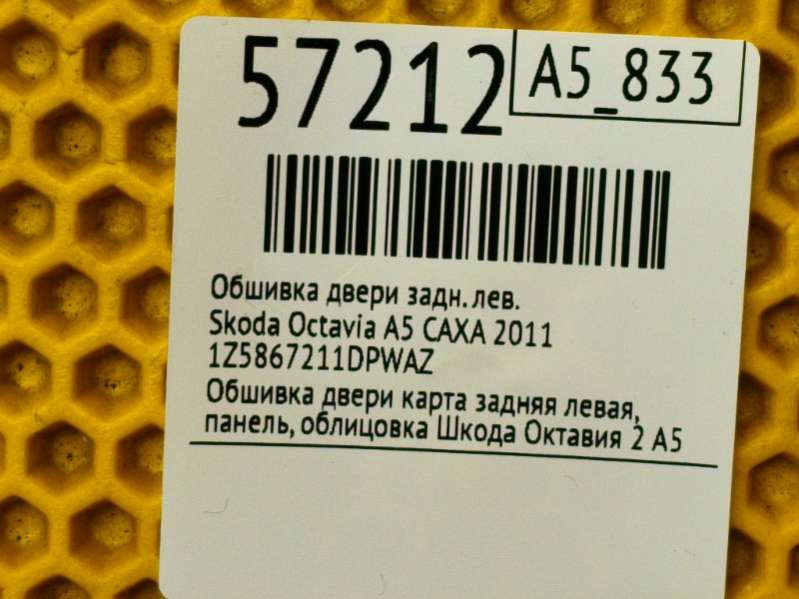 57212
A5_833
Обшивка двери задн. лев.
Skoda Octavia A5 CAXA 2011
1Z5867211DPWAZ
Обшивка двери карта задняя левая,
панель, облицовка Шкода Октавия 2 А5